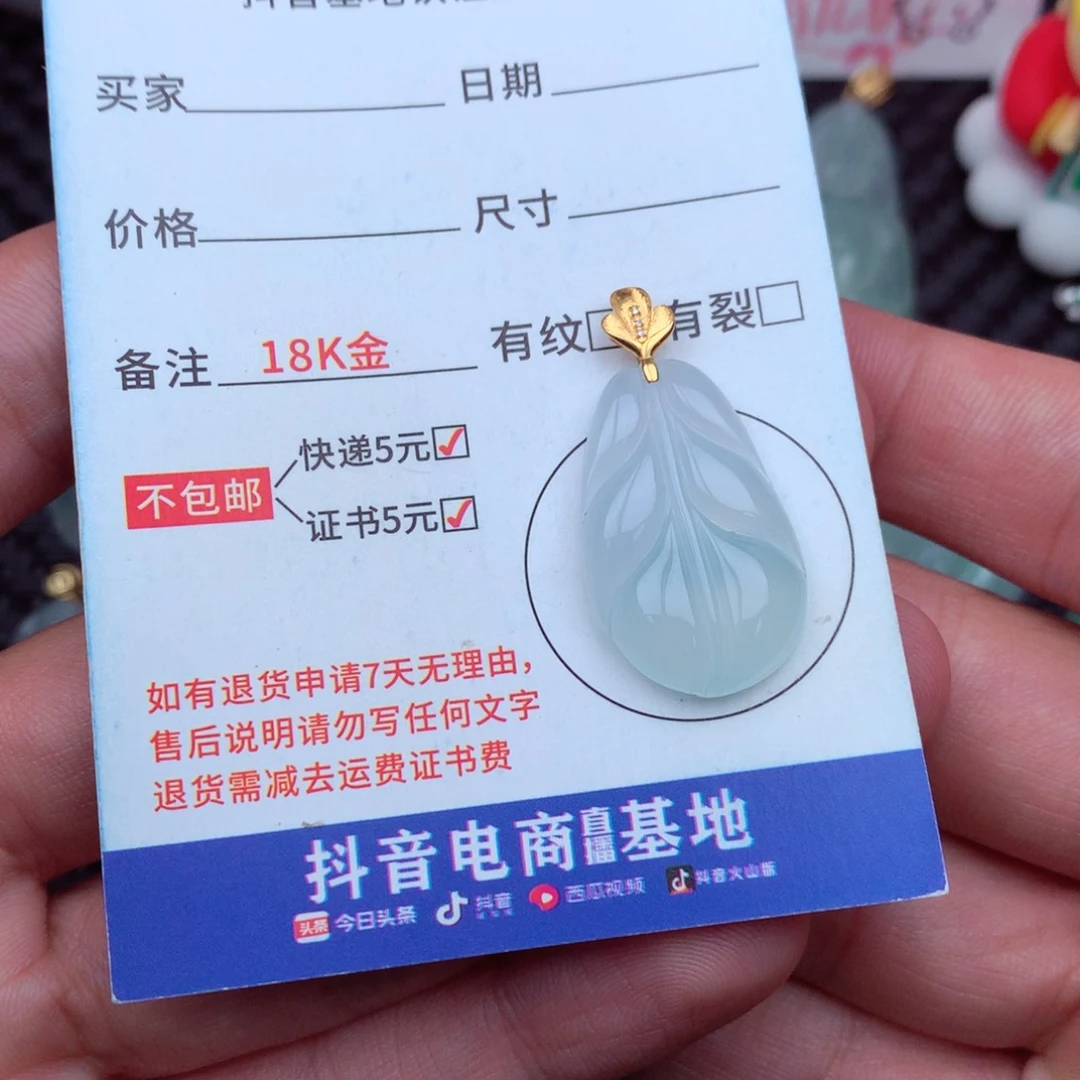 买家 日期
价格 尺寸
备注 18K金 有纹 有裂
快递5元
不包邮
证书5元
如有退货申请7天无理由，
售后说明请勿写任何文字
退货需减去运费证书费
抖音电商直播基地
头条 今日头条 抖音 西瓜视频 抖音火山版